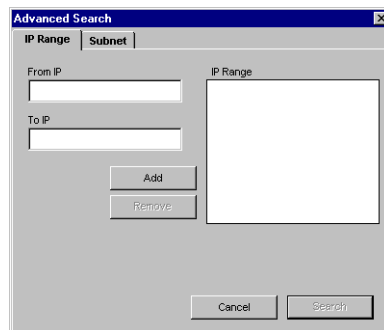 Advanced Search
IP Range Subnet
From IP
IP Range
To IP
Add
Remove
Cancel Search